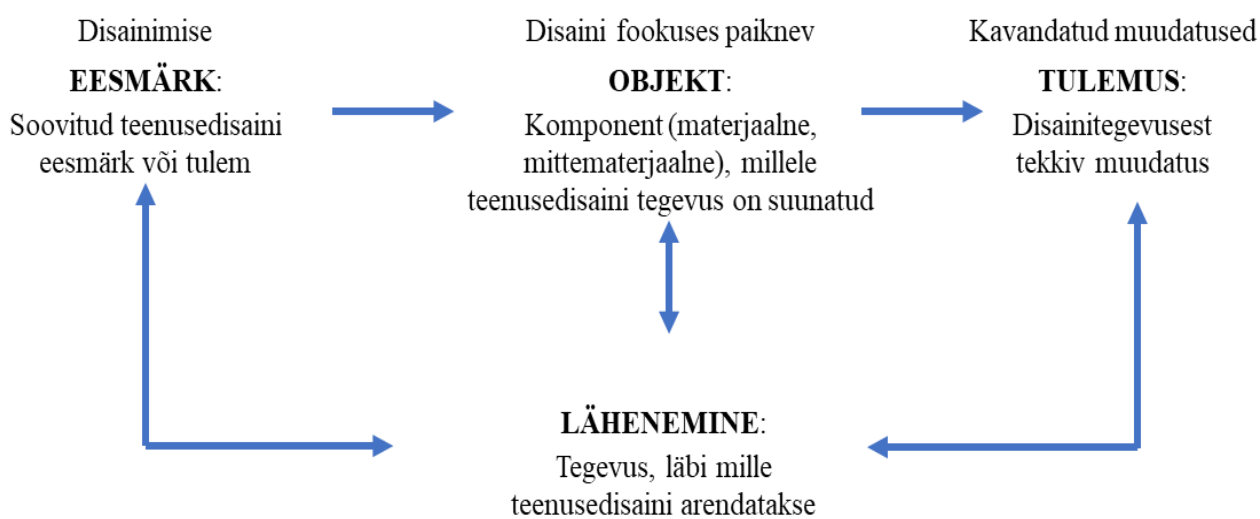 Disainimise
EESMÄRK:
Soovitud teenusedisaini
eesmärk või tulem
Disaini fookuses paiknev
OBJEKT:
Komponent (materjaalne,
mittematerjaalne), millele
teenusedisaini tegevus on suunatud
Kavandatud muudatused
TULEMUS:
Disainitegevusest
tekkiv muudatus
LÄHENEMINE:
Tegevus, läbi mille
teenusedisaini arendatakse